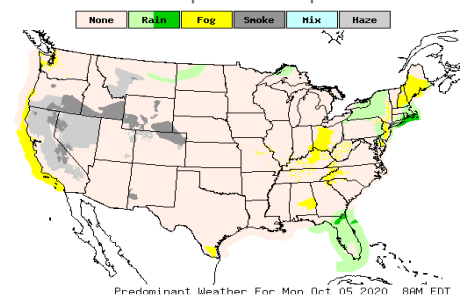 None Rain Fog Smoke Mix Haze
Predominant Weather For Mon Oct 05 2020 8AM EDT